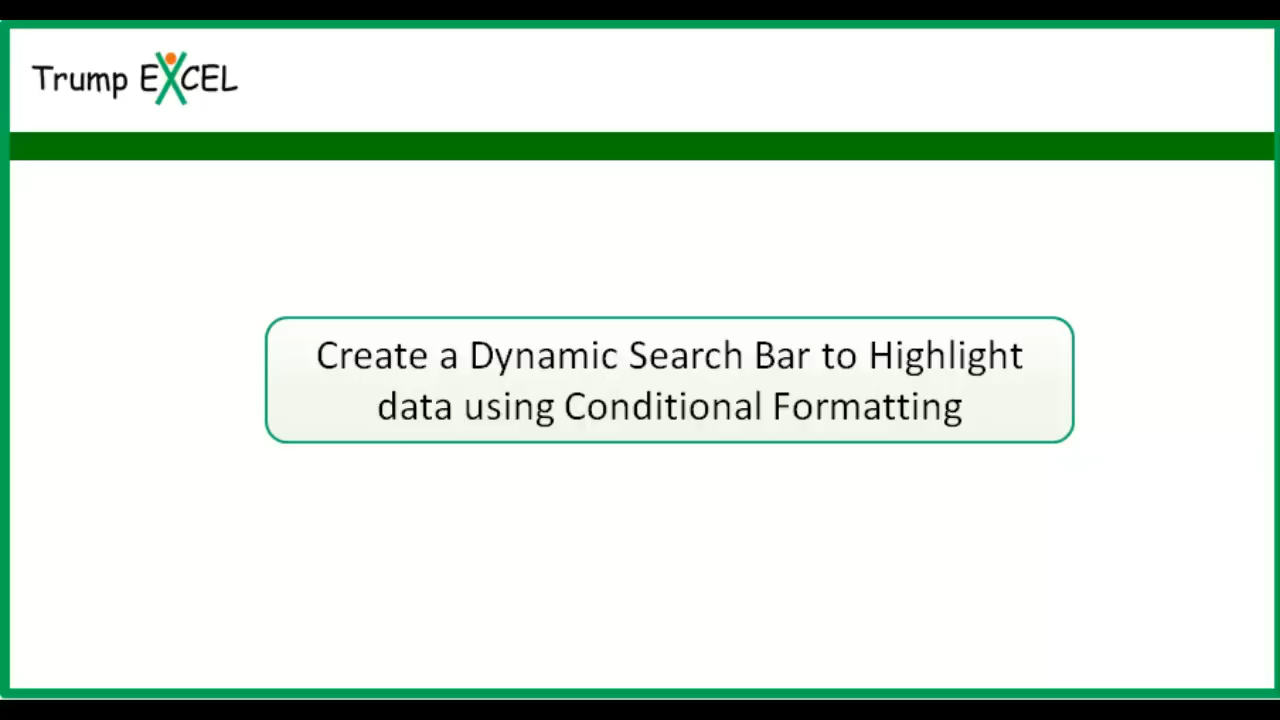 Trump EXCEL
Create a Dynamic Search Bar to Highlight
data using Conditional Formatting